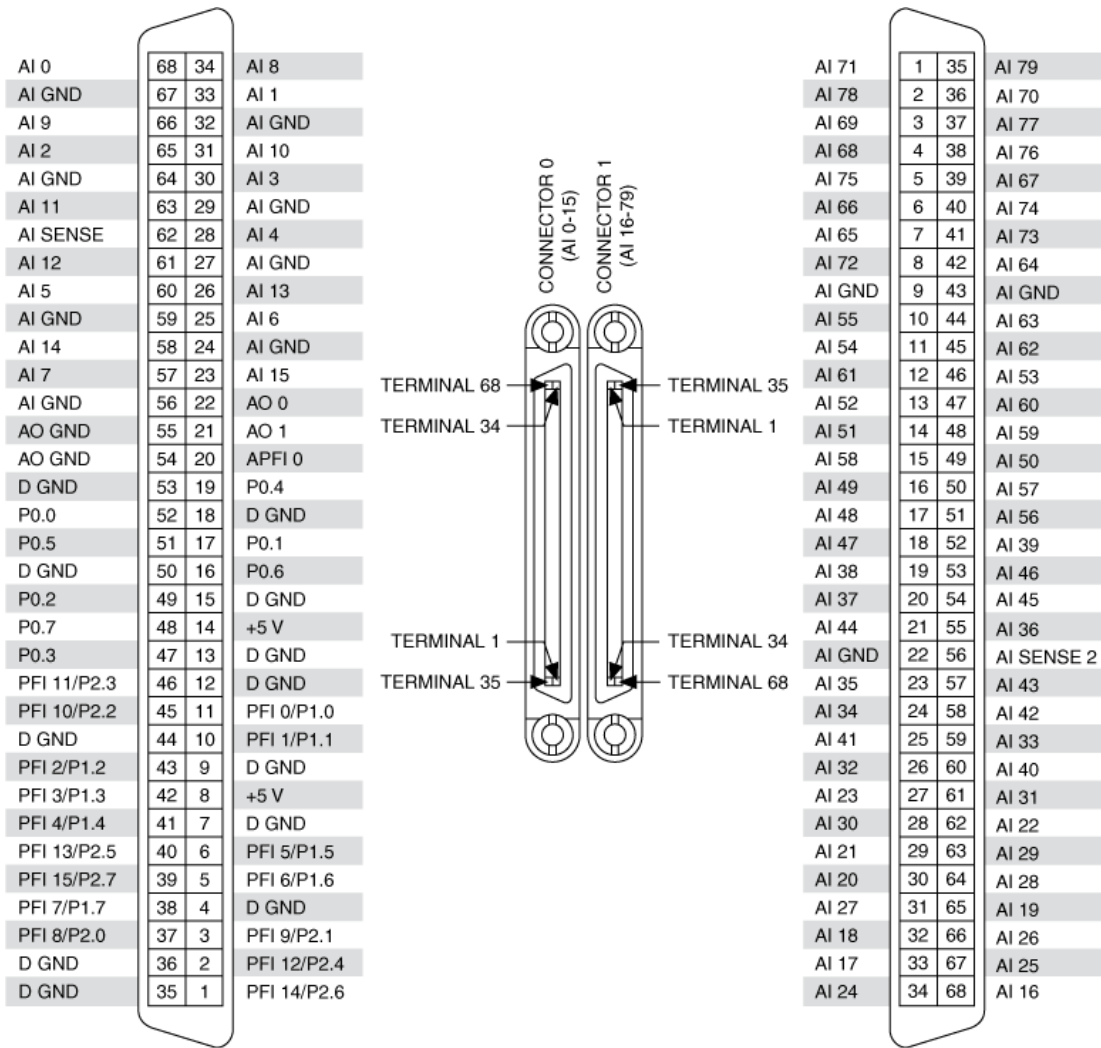 AI 0 68 34 AI 8
AI GND 67 33 AI 1
AI 9 66 32 AI GND
AI 2 65 31 AI 10
AI GND 64 30 AI 3
AI 11 63 29 AI GND
AI SENSE 62 28 AI 4
AI 12 61 27 AI GND
AI 5 60 26 AI 13
AI GND 59 25 AI 6
AI 14 58 24 AI GND
AI 7 57 23 AI 15
AI GND 56 22 AO 0
AO GND 55 21 AO 1
AO GND 54 20 APFI 0
D GND 53 19 P0.4
P0.0 52 18 D GND
P0.5 51 17 P0.1
D GND 50 16 P0.6
P0.2 49 15 D GND
P0.7 48 14 +5 V
P0.3 47 13 D GND
PFI 11/P2.3 46 12 D GND
PFI 10/P2.2 45 11 PFI 0/P1.0
D GND 44 10 PFI 1/P1.1
PFI 2/P1.2 43 9 D GND
PFI 3/P1.3 42 8 +5 V
PFI 4/P1.4 41 7 D GND
PFI 13/P2.5 40 6 PFI 5/P1.5
PFI 15/P2.7 39 5 PFI 6/P1.6
PFI 7/P1.7 38 4 D GND
PFI 8/P2.0 37 3 PFI 9/P2.1
D GND 36 2 PFI 12/P2.4
D GND 35 1 PFI 14/P2.6
CONNECTOR 0
(AI 0-15)
CONNECTOR 1
(AI 16-79)
TERMINAL 68
TERMINAL 34
TERMINAL 35
TERMINAL 1
TERMINAL 1
TERMINAL 35
TERMINAL 34
TERMINAL 68
AI 71 1 35 AI 79
AI 78 2 36 AI 70
AI 69 3 37 AI 77
AI 68 4 38 AI 76
AI 75 5 39 AI 67
AI 66 6 40 AI 74
AI 65 7 41 AI 73
AI 72 8 42 AI 64
AI GND 9 43 AI GND
AI 55 10 44 AI 63
AI 54 11 45 AI 62
AI 61 12 46 AI 53
AI 52 13 47 AI 60
AI 51 14 48 AI 59
AI 58 15 49 AI 50
AI 49 16 50 AI 57
AI 48 17 51 AI 56
AI 47 18 52 AI 39
AI 38 19 53 AI 46
AI 37 20 54 AI 45
AI 44 21 55 AI 36
AI GND 22 56 AI SENSE 2
AI 35 23 57 AI 43
AI 34 24 58 AI 42
AI 41 25 59 AI 33
AI 32 26 60 AI 40
AI 23 27 61 AI 31
AI 30 28 62 AI 22
AI 21 29 63 AI 29
AI 20 30 64 AI 28
AI 27 31 65 AI 19
AI 18 32 66 AI 26
AI 17 33 67 AI 25
AI 24 34 68 AI 16